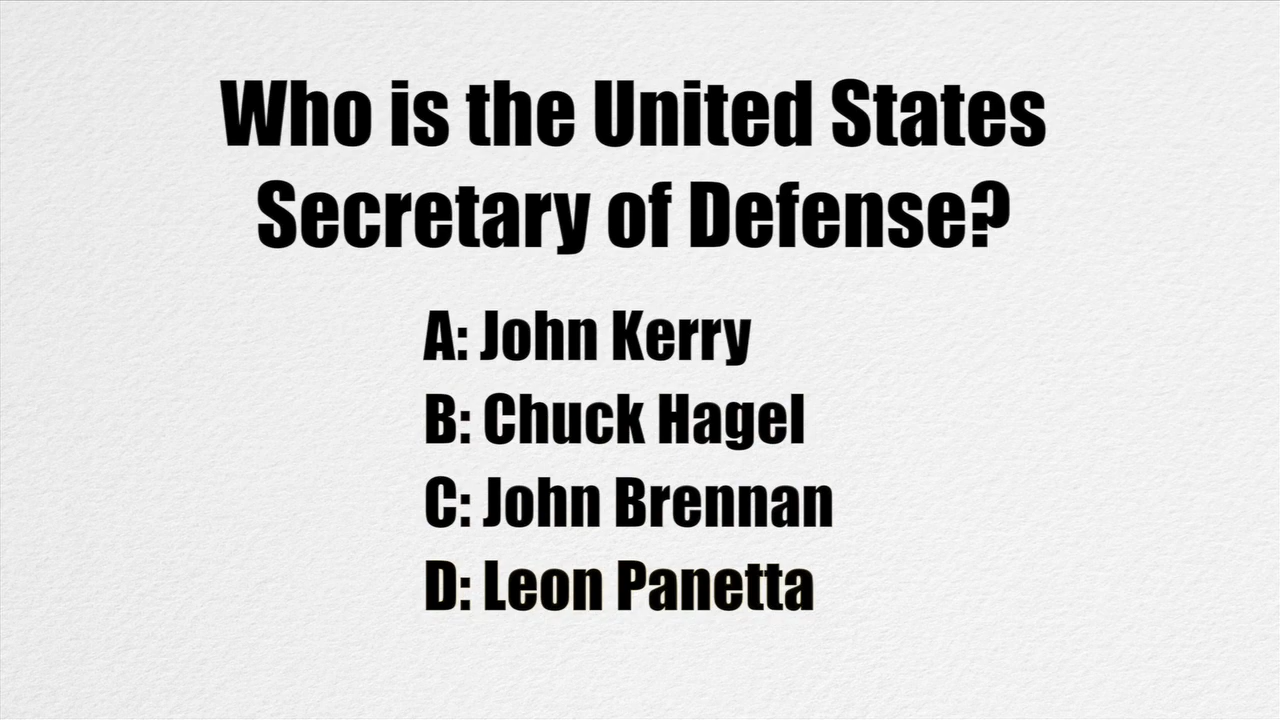 Who is the United States
Secretary of Defense?
A: John Kerry
B: Chuck Hagel
C: John Brennan
D: Leon Panetta